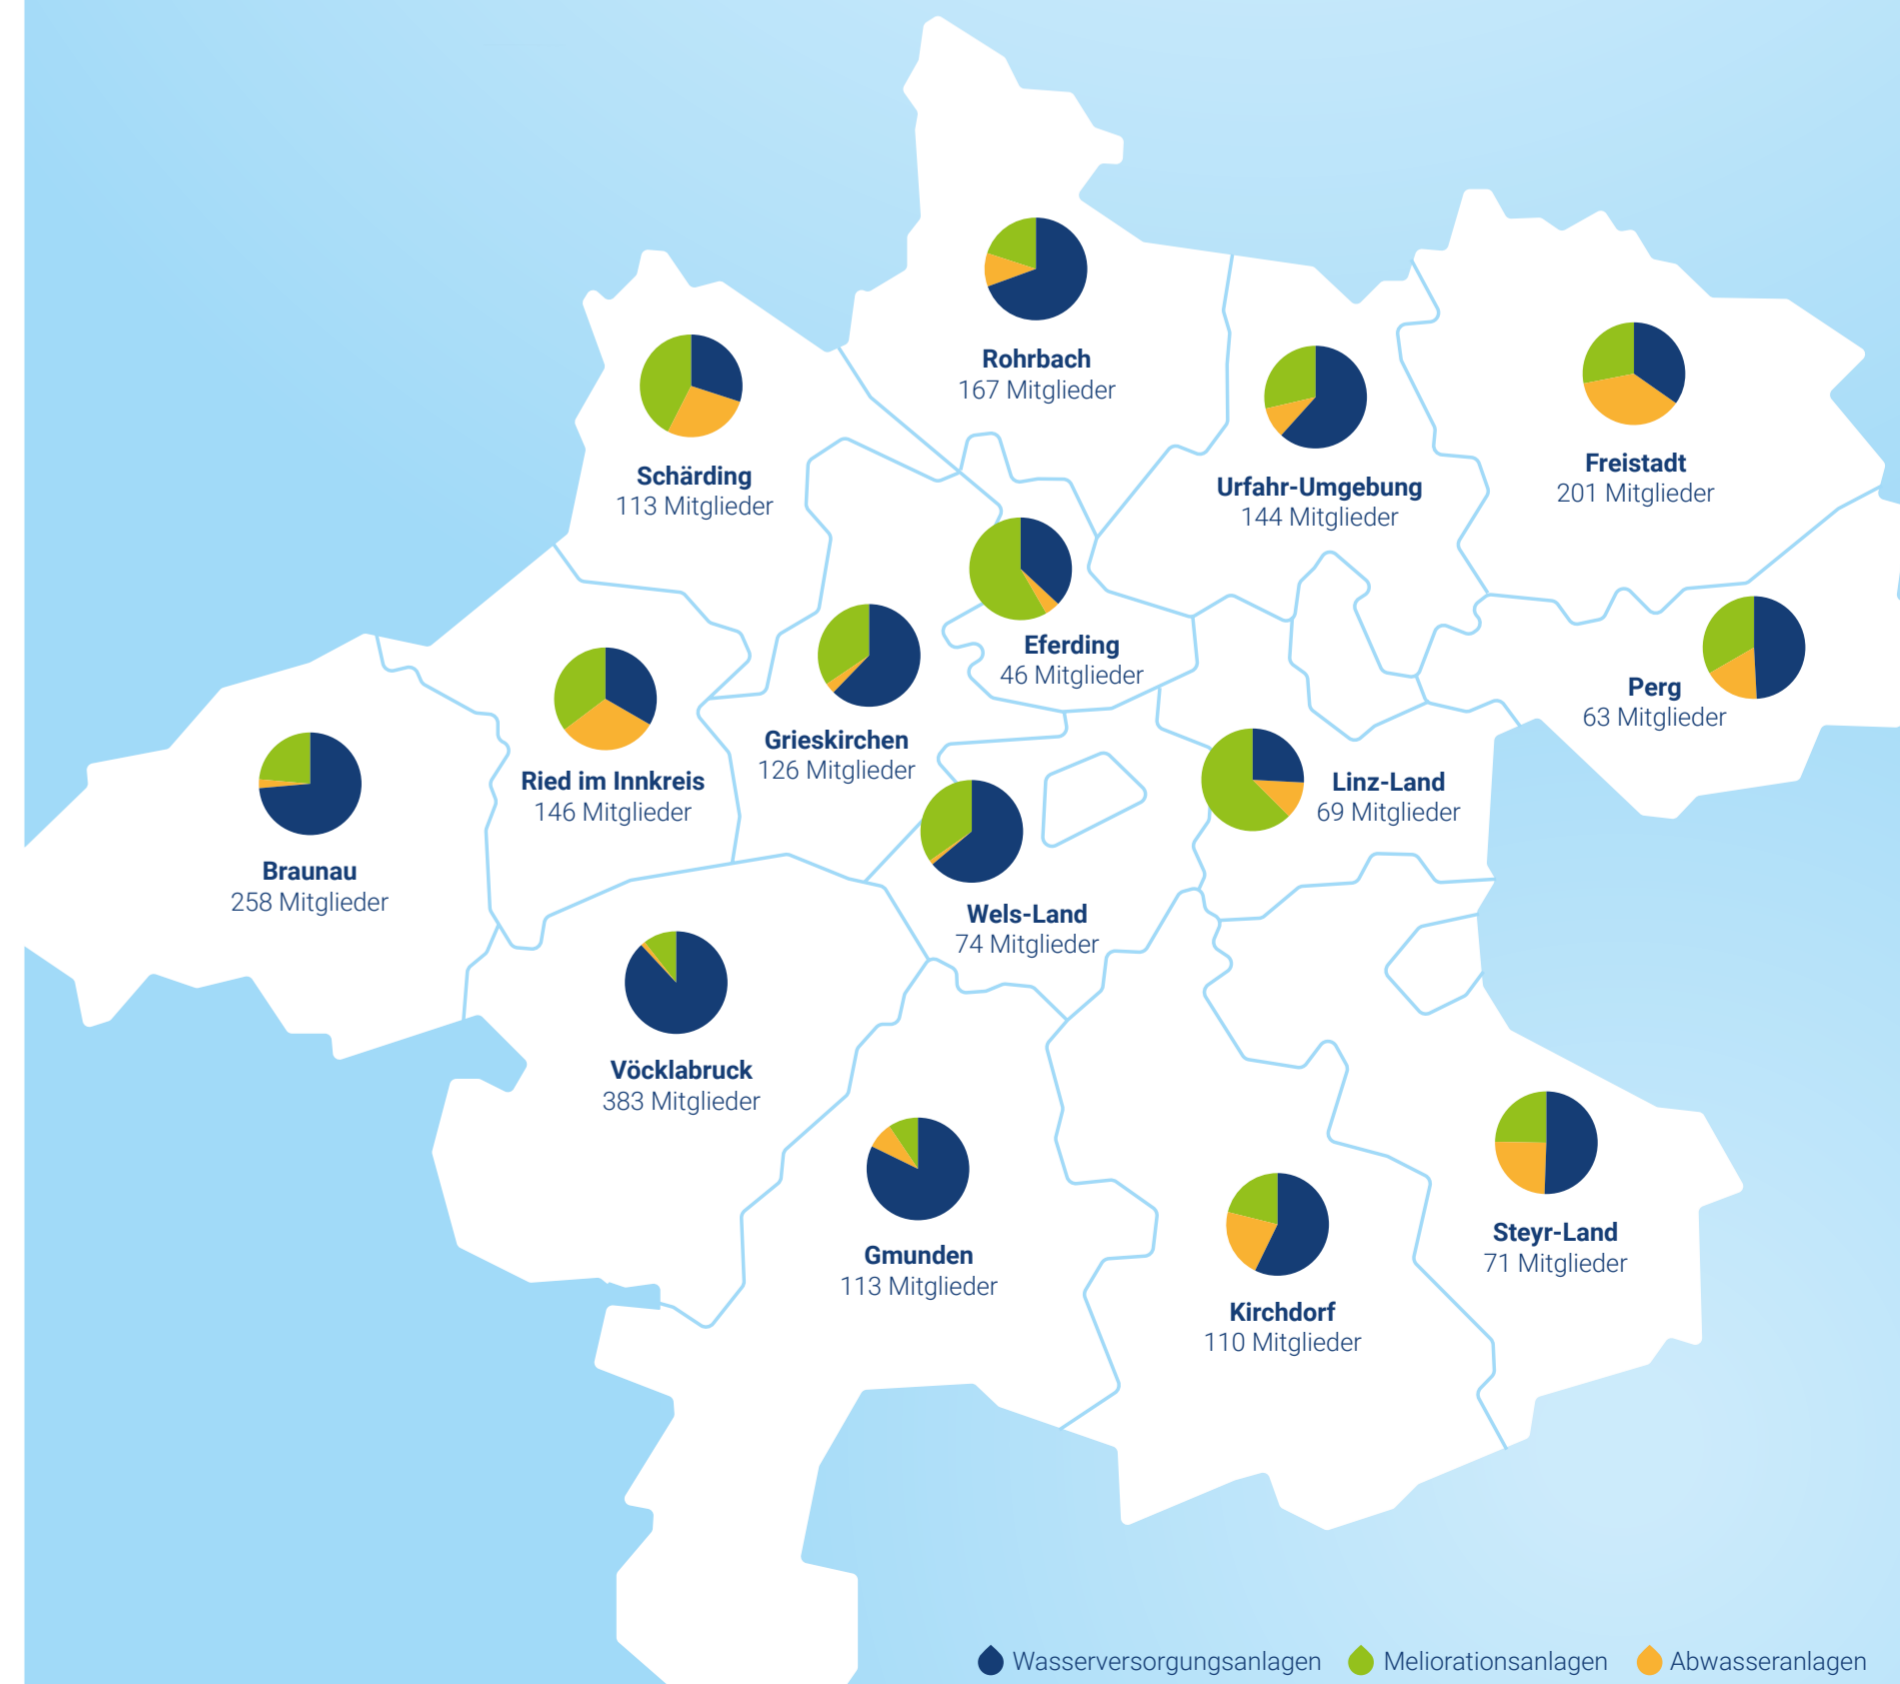 Rohrbach
167 Mitglieder
Freistadt
201 Mitglieder
Schärding
113 Mitglieder
Urfahr-Umgebung
144 Mitglieder
Eferding
46 Mitglieder
Perg
63 Mitglieder
Grieskirchen
126 Mitglieder
Ried im Innkreis
146 Mitglieder
Linz-Land
69 Mitglieder
Braunau
258 Mitglieder
Wels-Land
74 Mitglieder
Vöcklabruck
383 Mitglieder
Steyr-Land
71 Mitglieder
Gmunden
113 Mitglieder
Kirchdorf
110 Mitglieder
Wasserversorgungsanlagen Meliorationsanlagen Abwasseranlagen